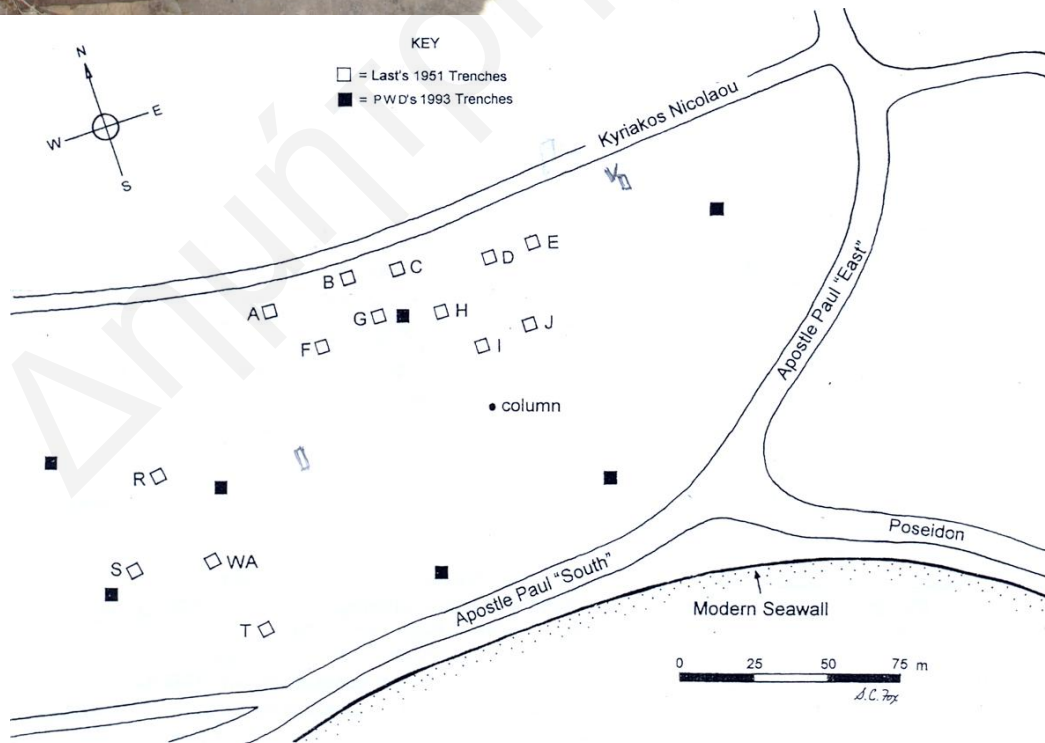 KEY
= Last's 1951 Trenches
= PWD's 1993 Trenches
N
W
E
S
Kyriakos Nicolaou
K
E
D
C
B
A
G
H
F
J
I
Apostle Paul "East"
column
R
S
WA
T
Poseidon
Apostle Paul "South"
Modern Seawall
0 25 50 75 m
S.C. Fox